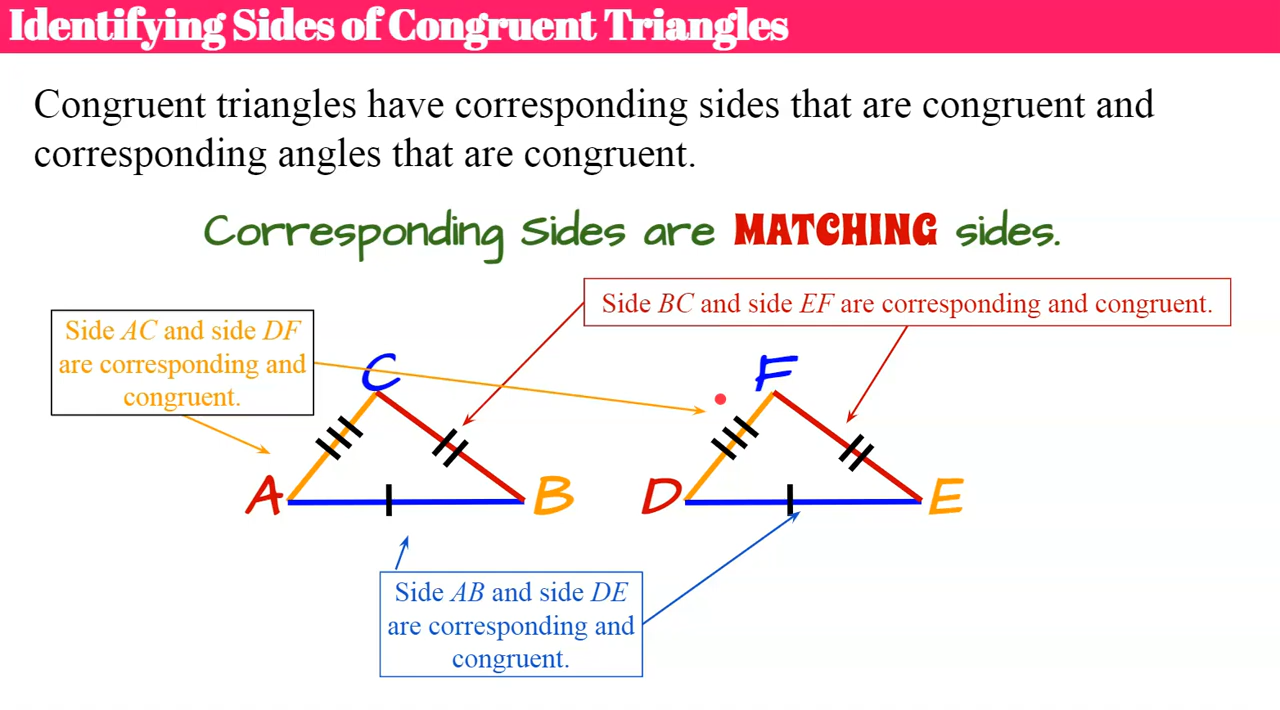 Identifying Sides of Congruent Triangles
Congruent triangles have corresponding sides that are congruent and
corresponding angles that are congruent.
Corresponding Sides are MATCHING sides.
Side BC and side EF are corresponding and congruent.
Side AC and side DF
are corresponding and
congruent.
C
F
A
B
D
E
Side AB and side DE
are corresponding and
congruent.